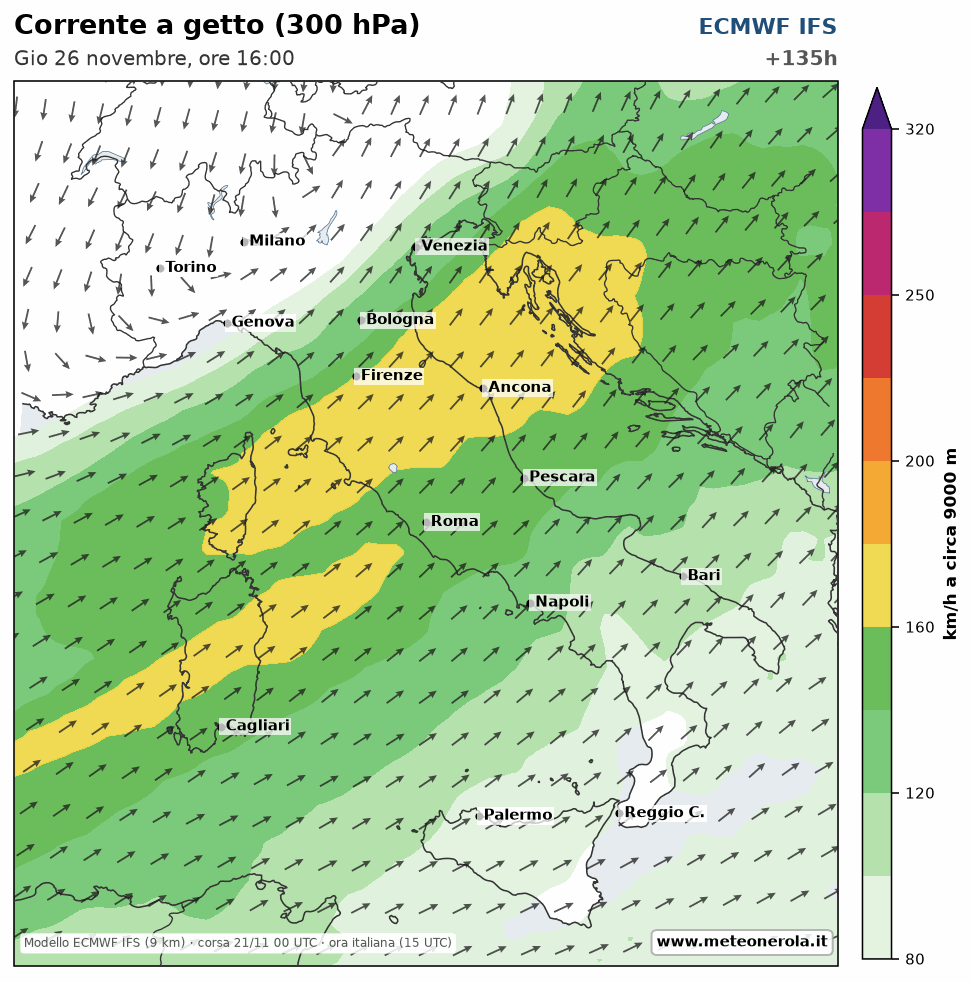 Corrente a getto (300 hPa)
ECMWF IFS
Gio 26 novembre, ore 16:00
+135h
Milano
Venezia
Torino
Genova
Bologna
Firenze
Ancona
Pescara
Roma
Bari
Napoli
Cagliari
Palermo
Reggio C.
320
250
200
160
120
80
km/h a circa 9000 m
Modello ECMWF IFS (9 km) · corsa 21/11 00 UTC · ora italiana (15 UTC)
www.meteonerola.it